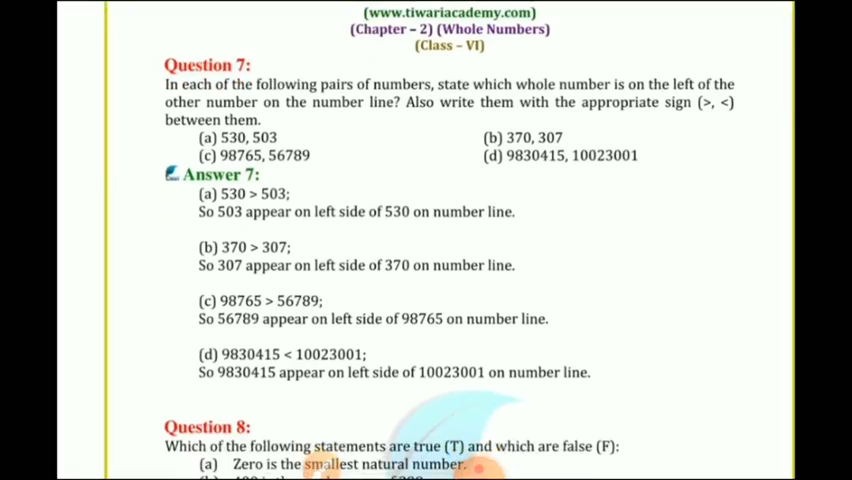 (www.tiwariacademy.com)
(Chapter – 2) (Whole Numbers)
(Class – VI)
Question 7:
In each of the following pairs of numbers, state which whole number is on the left of the
other number on the number line? Also write them with the appropriate sign (>, <)
between them.
(a) 530, 503 (b) 370, 307
(c) 98765, 56789 (d) 9830415, 10023001
Answer 7:
(a) 530 > 503;
So 503 appear on left side of 530 on number line.
(b) 370 > 307;
So 307 appear on left side of 370 on number line.
(c) 98765 > 56789;
So 56789 appear on left side of 98765 on number line.
(d) 9830415 < 10023001;
So 9830415 appear on left side of 10023001 on number line.
Question 8:
Which of the following statements are true (T) and which are false (F):
(a) Zero is the smallest natural number.